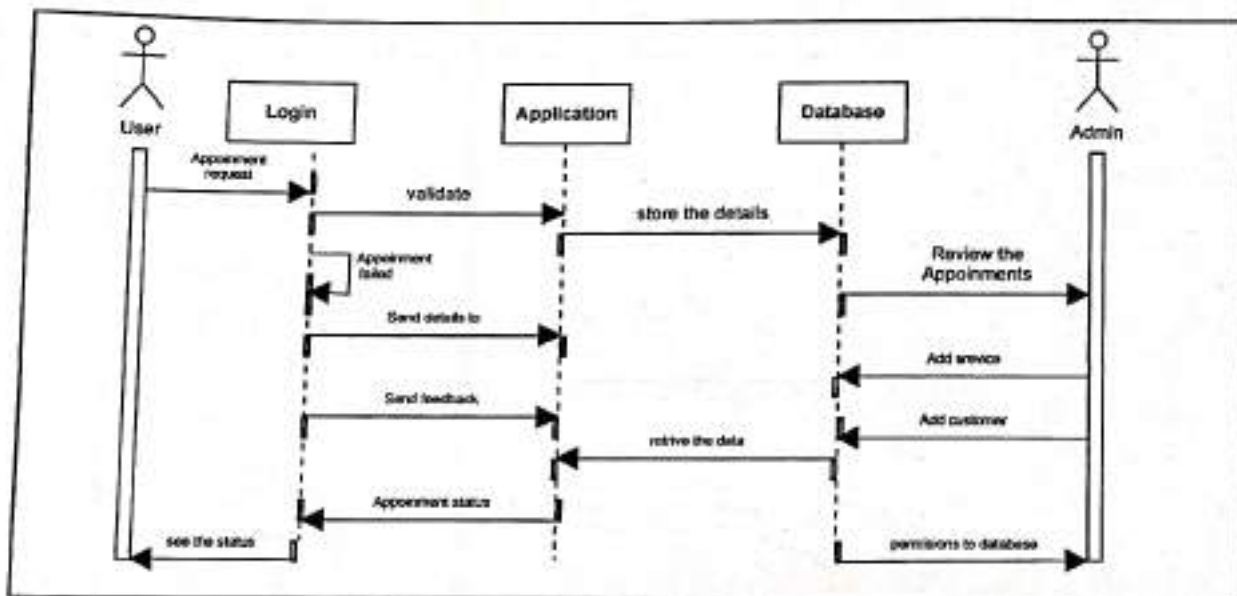 User
Login
Application
Database
Admin
Appoinment
request
validate
store the details
Appoinment
failed
Review the
Appoinments
Send details to
Add srevice
Send feedback
Add customer
retrive the data
Appoinment status
see the status
permisions to database